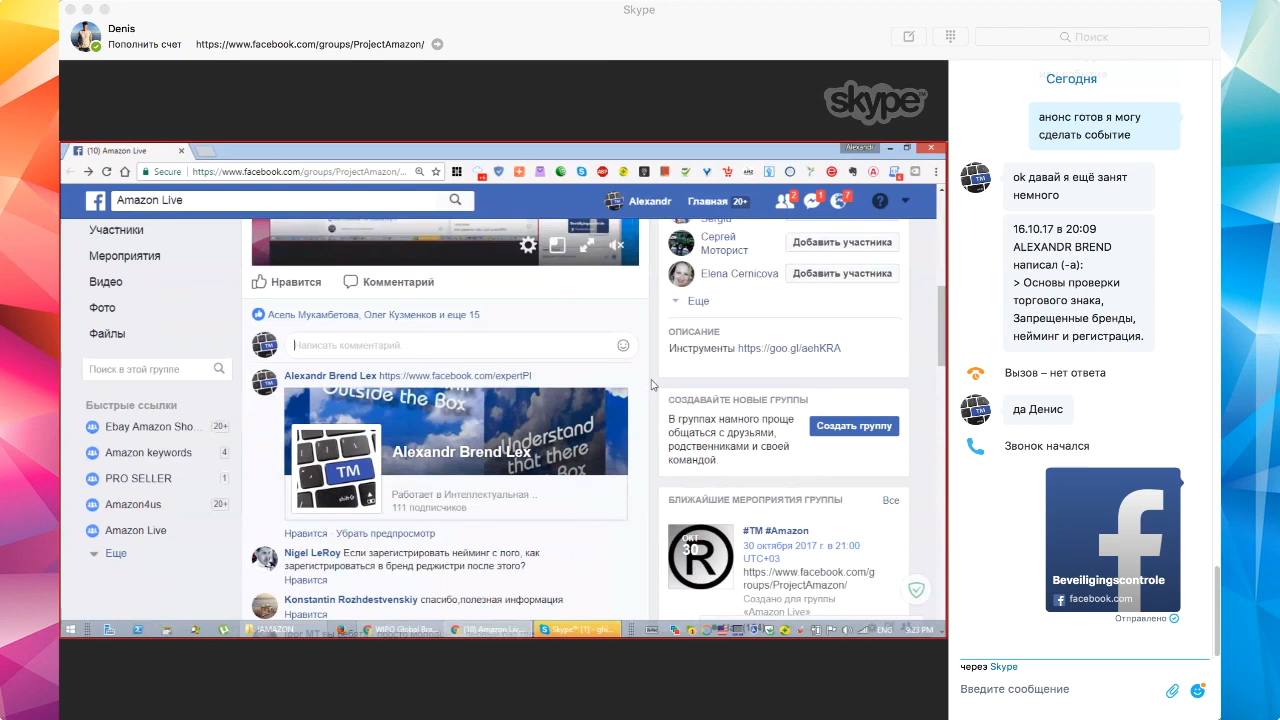 Skype
Denis
Пополнить счет
https://www.facebook.com/groups/ProjectAmazon/
Поиск
skype
(10) Amazon Live
Alexandr
Secure
https://www.facebook.com/groups/ProjectAmazon/...
Amazon Live
Alexandr
Главная 20+
2
1
7
Участники
Мероприятия
Видео
Фото
Файлы
Поиск в этой группе
Быстрые ссылки
Ebay Amazon Sho... 20+
Amazon keywords 4
PRO SELLER 1
Amazon4us 20+
Amazon Live
Еще
Нравится
Комментарий
Асель Мукамбетова, Олег Кузменков и еще 15
Написать комментарий.
Alexandr Brend Lex https://www.facebook.com/expertPI
Outside the Box
Understand
that there
Box
TM
shift
Alexandr Brend Lex
Работает в Интеллектуальная ..
111 подписчиков
Нравится · Убрать предпросмотр
Nigel LeRoy Если зарегистрировать нейминг с лого, как
зарегистрироваться в бренд реджистри после этого?
Нравится
Konstantin Rozhdestvenskiy спасибо,полезная информация
Нравится
Sergiu
Сергей
Моторист
Добавить участника
Elena Cernicova
Добавить участника
Еще
ОПИСАНИЕ
Инструменты https://goo.gl/aehKRA
СОЗДАВАЙТЕ НОВЫЕ ГРУППЫ
В группах намного проще
общаться с друзьями,
родственниками и своей
командой.
Создать группу
БЛИЖАЙШИЕ МЕРОПРИЯТИЯ ГРУППЫ
Все
ОКТ
30
R
#TM #Amazon
30 октября 2017 г. в 21:00
UTC+03
https://www.facebook.com/g
roups/ProjectAmazon/
Создано для группы
«Amazon Live»
AMAZON
WIPO Global Bra...
(10) Amazon Liv...
Skype™ [1] - ghi...
ENG
9:23 PM
Сегодня
анонс готов я могу
сделать событие
ok давай я ещё занят
немного
16.10.17 в 20:09
ALEXANDR BREND
написал (-а):
> Основы проверки
торгового знака,
Запрещенные бренды,
нейминг и регистрация.
Вызов – нет ответа
да Денис
Звонок начался
Beveiligingscontrole
facebook.com
Отправлено
через Skype
Введите сообщение